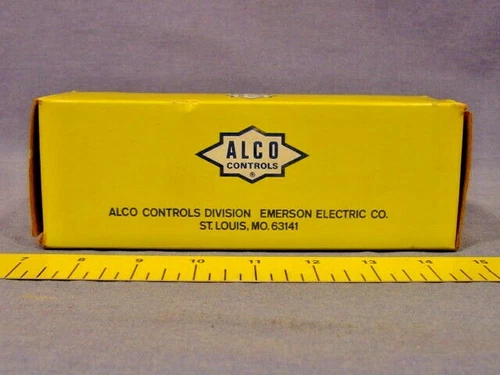 ALCO
CONTROLS
®
ALCO CONTROLS DIVISION EMERSON ELECTRIC CO.
ST. LOUIS, MO. 63141
7 8 9 10 11 12 13 14 15